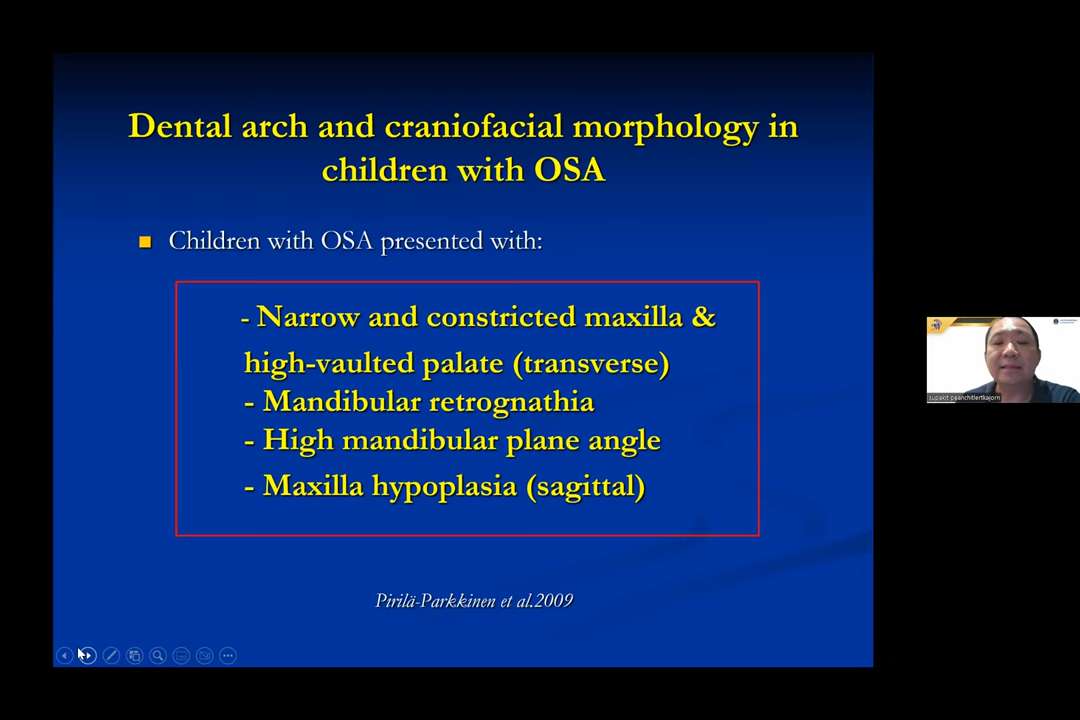 Dental arch and craniofacial morphology in
children with OSA
Children with OSA presented with:
- Narrow and constricted maxilla &
high-vaulted palate (transverse)
- Mandibular retrognathia
- High mandibular plane angle
- Maxilla hypoplasia (sagittal)
Pirilä-Parkkinen et al.2009